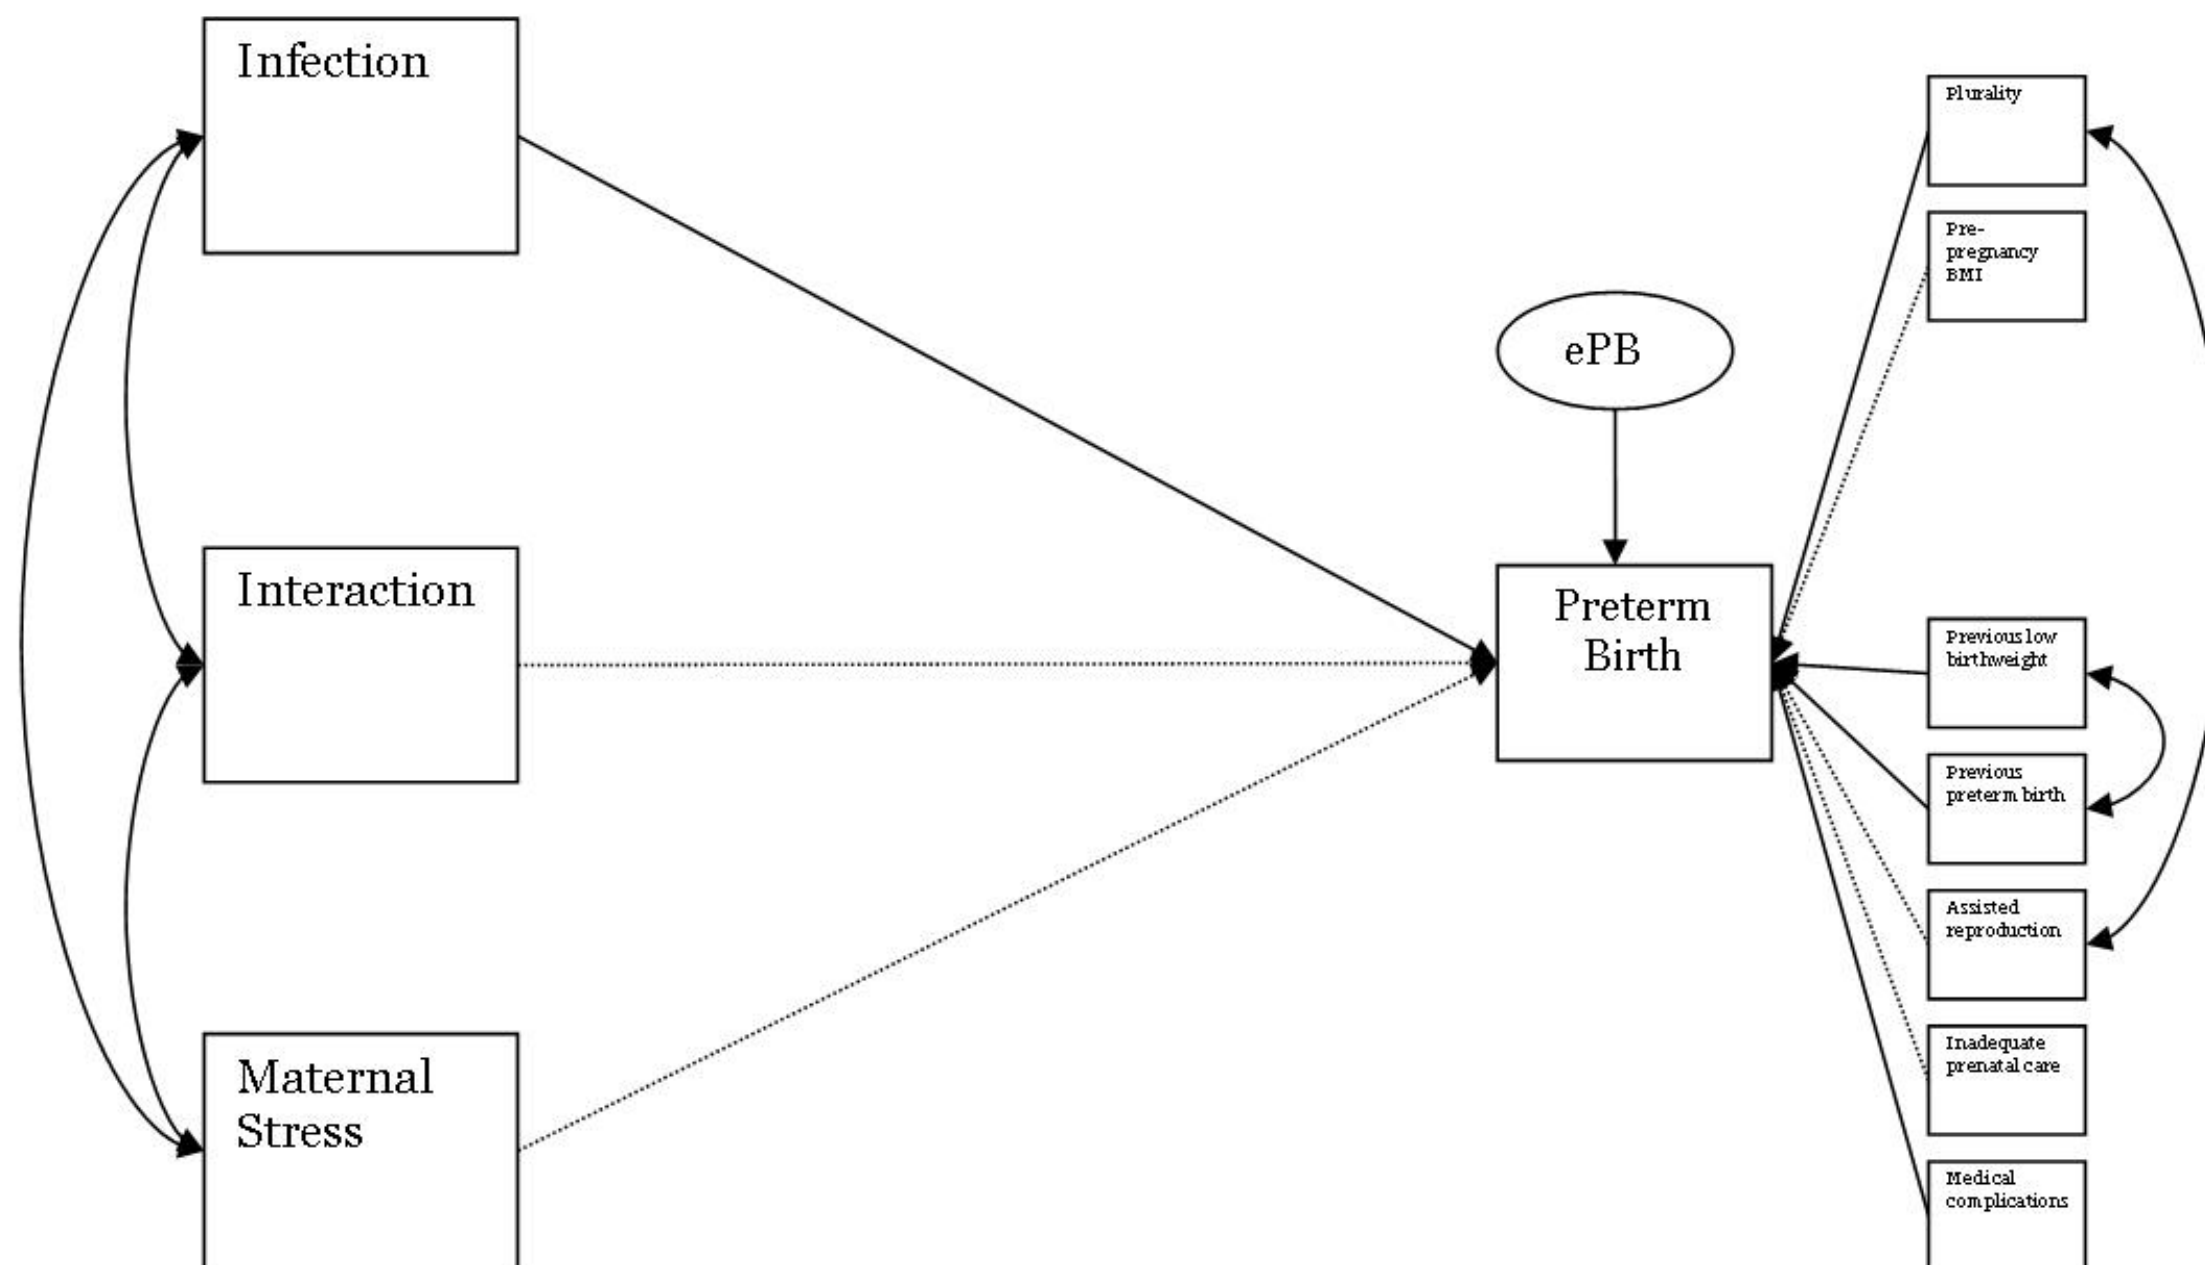 Infection
Interaction
Maternal
Stress
ePB
Preterm
Birth
Plurality
Pre-
pregnancy
BMI
Previous low
birthweight
Previous
preterm birth
Assisted
reproduction
Inadequate
prenatal care
Medical
complications